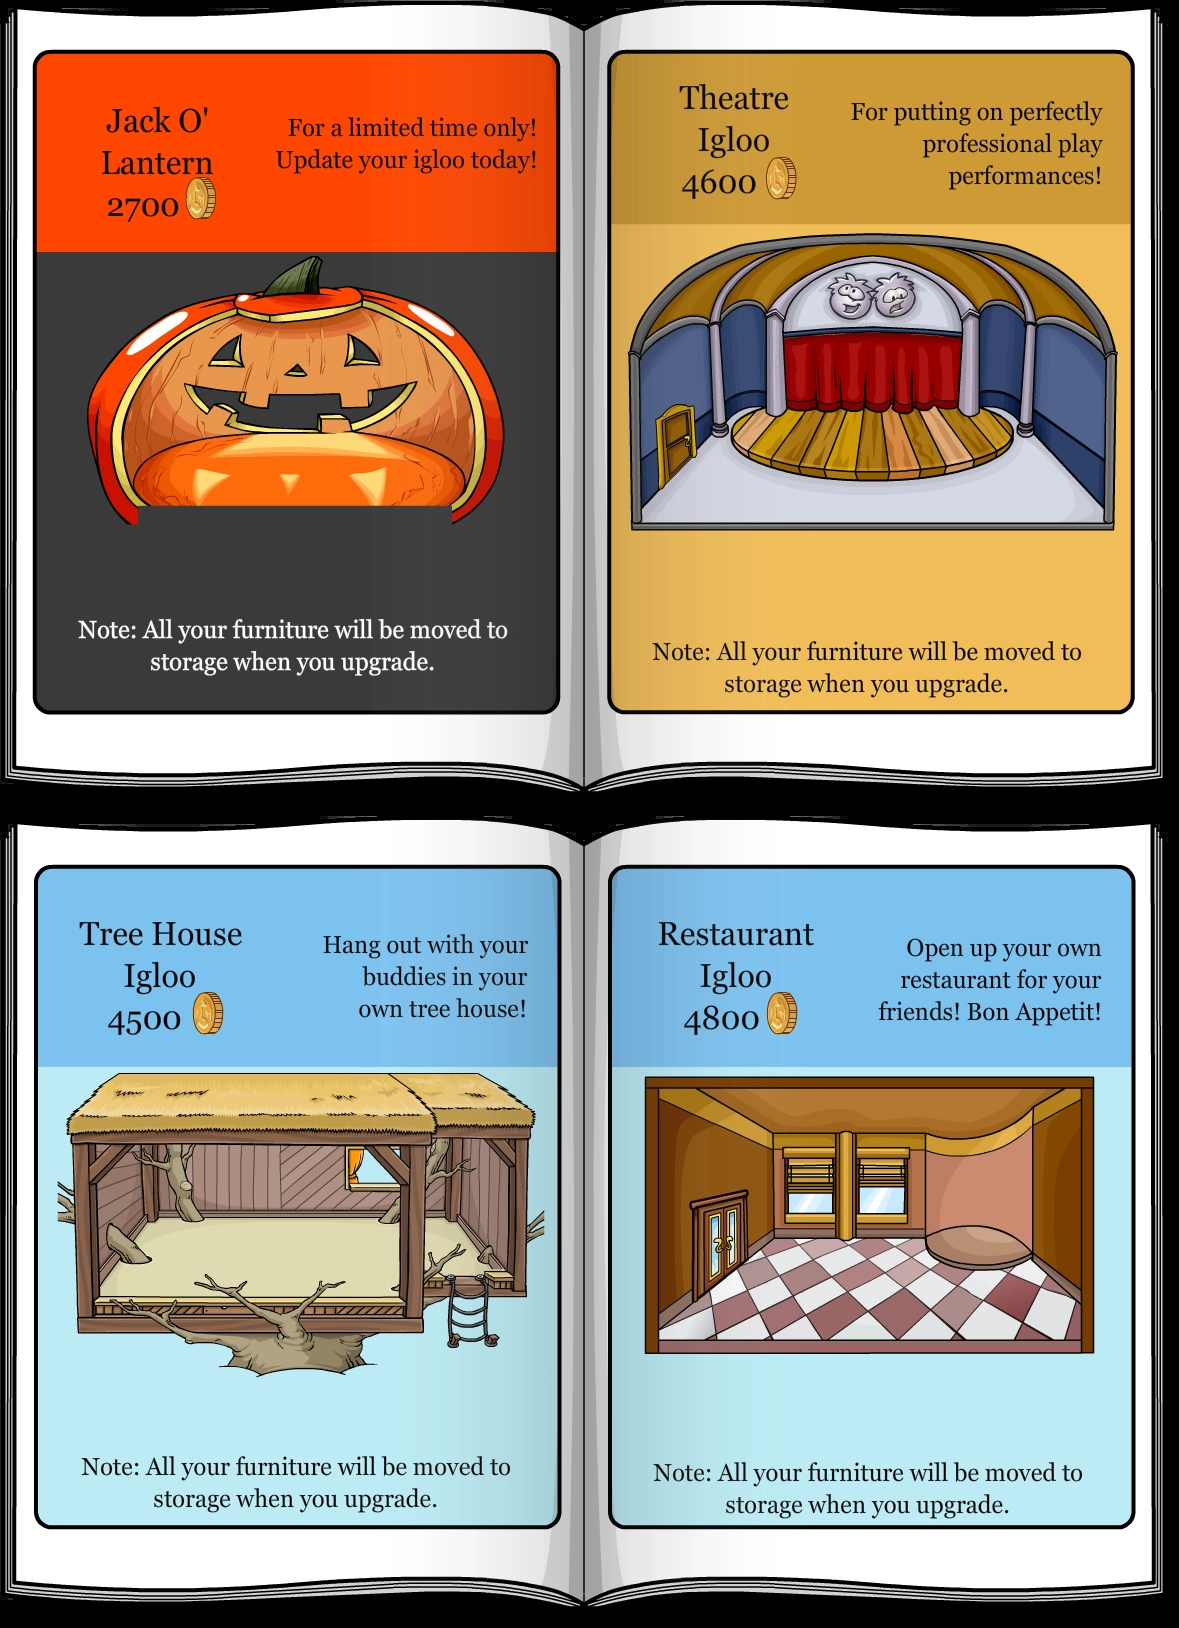 Jack O'
Lantern
2700
For a limited time only!
Update your igloo today!
Note: All your furniture will be moved to
storage when you upgrade.
Theatre
Igloo
4600
For putting on perfectly
professional play
performances!
Note: All your furniture will be moved to
storage when you upgrade.
Tree House
Igloo
4500
Hang out with your
buddies in your
own tree house!
Note: All your furniture will be moved to
storage when you upgrade.
Restaurant
Igloo
4800
Open up your own
restaurant for your
friends! Bon Appetit!
Note: All your furniture will be moved to
storage when you upgrade.